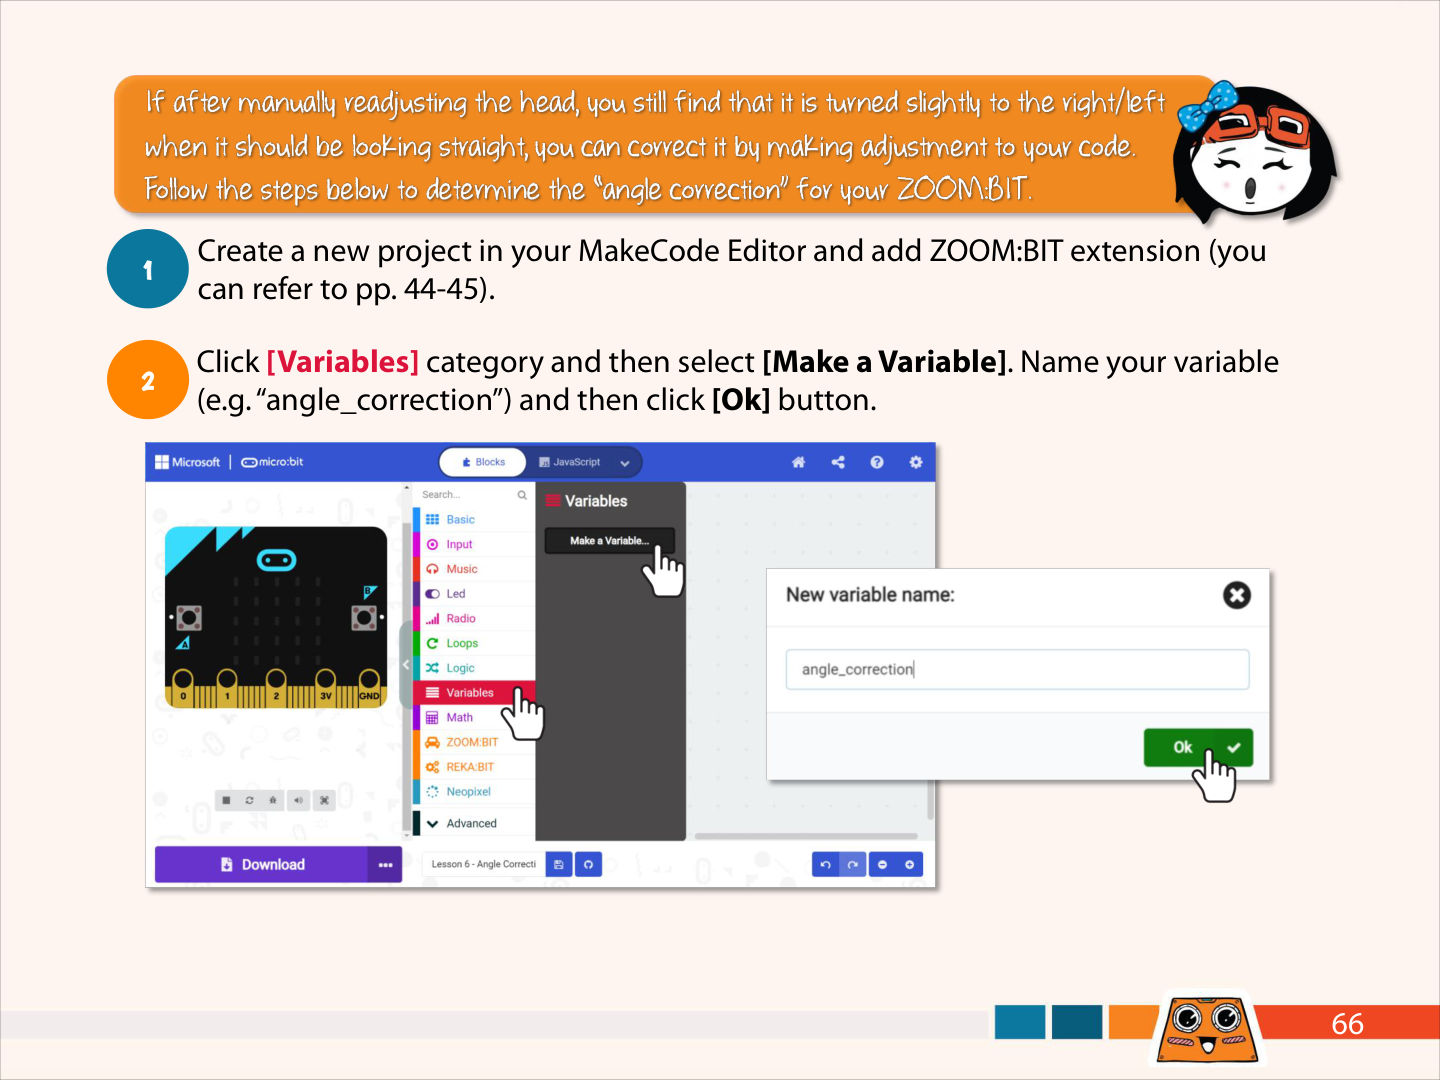 If after manually readjusting the head, you still find that it is turned slightly to the right/left
when it should be looking straight, you can correct it by making adjustment to your code.
Follow the steps below to determine the "angle correction" for your ZOOM:BIT.
1
Create a new project in your MakeCode Editor and add ZOOM:BIT extension (you
can refer to pp. 44-45).
2
Click [Variables] category and then select [Make a Variable]. Name your variable
(e.g. “angle_correction”) and then click [Ok] button.
Microsoft | micro:bit
Blocks
JavaScript
Search...
Basic
Input
Music
Led
Radio
Loops
Logic
Variables
Math
ZOOM:BIT
REKA:BIT
Neopixel
Advanced
Variables
Make a Variable...
B
A
0 1 2 3V GND
Download
Lesson 6 - Angle Correcti
New variable name:
angle_correction
Ok
66